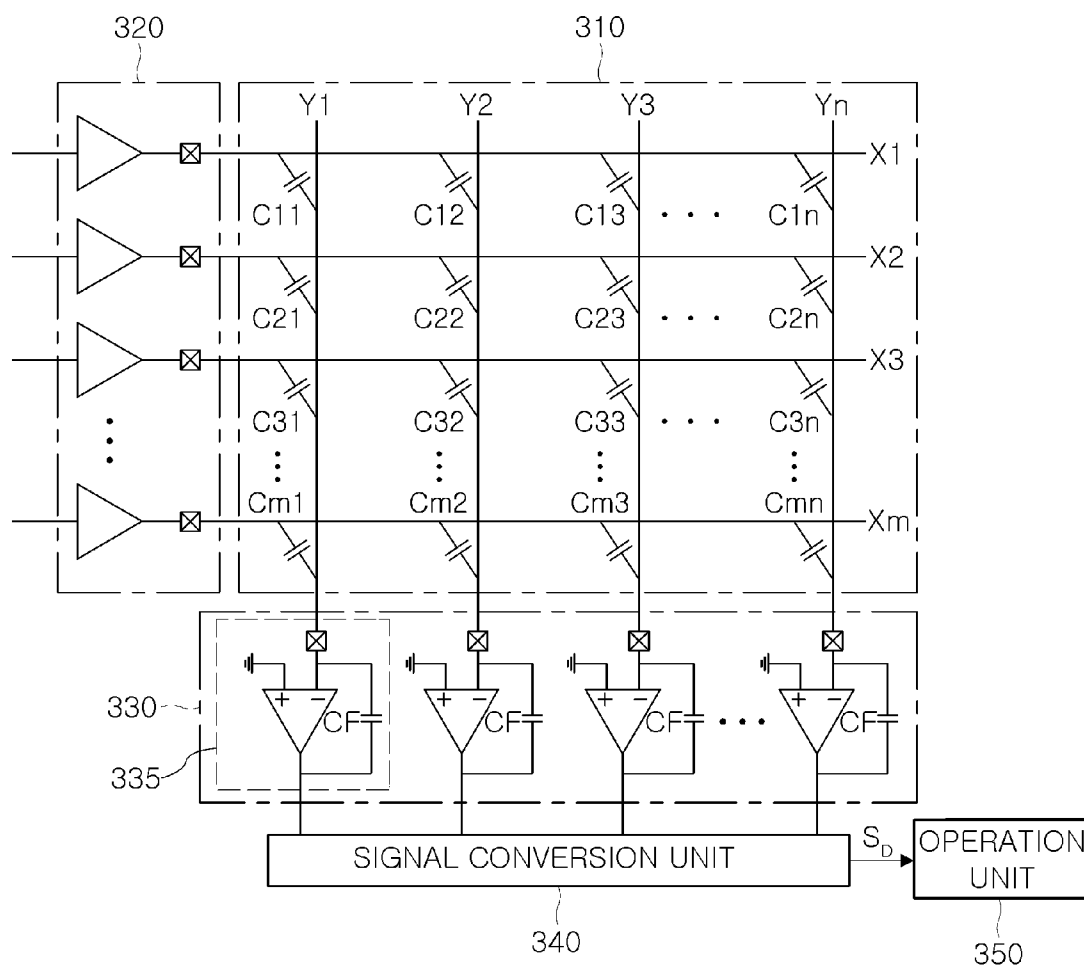 320
310
Y1 Y2 Y3 Yn
X1
C11 C12 C13 . . . C1n
X2
C21 C22 C23 . . . C2n
X3
C31 C32 C33 . . . C3n
Cm1 Cm2 Cm3 Cmn
Xm
330
+ − CF + − CF + − CF . . . + − CF
335
SIGNAL CONVERSION UNIT
S_D
OPERATION
UNIT
340
350